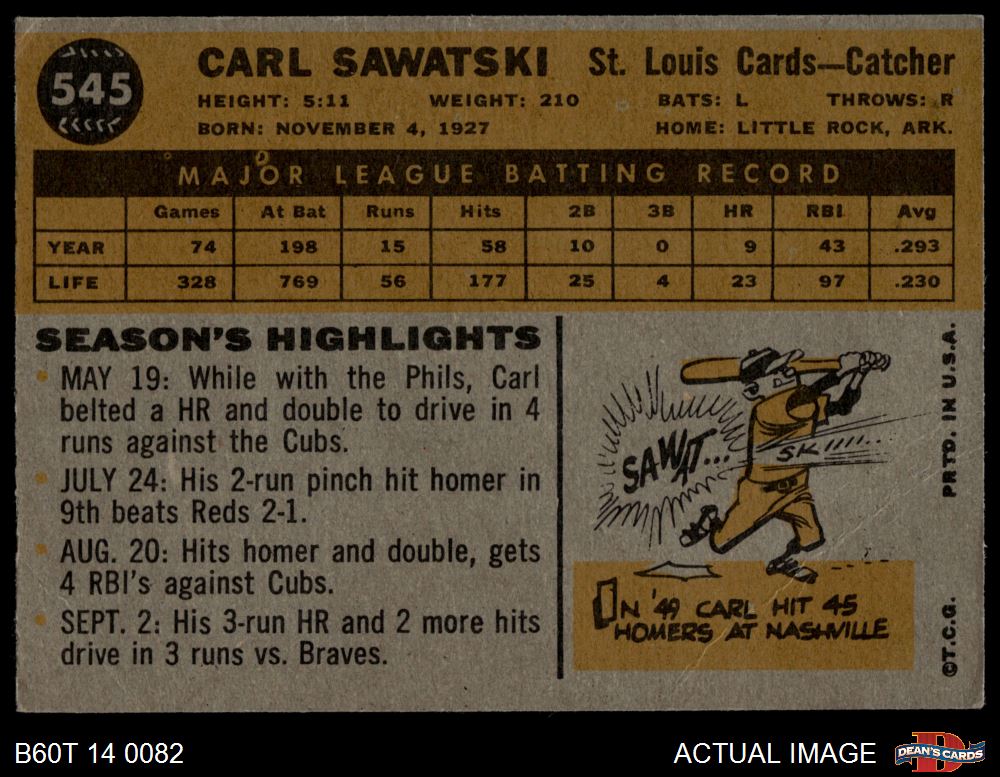 545
CARL SAWATSKI St. Louis Cards—Catcher
HEIGHT: 5:11 WEIGHT: 210 BATS: L THROWS: R
BORN: NOVEMBER 4, 1927 HOME: LITTLE ROCK, ARK.
MAJOR LEAGUE BATTING RECORD
Games At Bat Runs Hits 2B 3B HR RBI Avg
YEAR 74 198 15 58 10 0 9 43 .293
LIFE 328 769 56 177 25 4 23 97 .230
SEASON'S HIGHLIGHTS
MAY 19: While with the Phils, Carl
belted a HR and double to drive in 4
runs against the Cubs.
JULY 24: His 2-run pinch hit homer in
9th beats Reds 2-1.
AUG. 20: Hits homer and double, gets
4 RBI's against Cubs.
SEPT. 2: His 3-run HR and 2 more hits
drive in 3 runs vs. Braves.
SAWAT... SK!!!!...
IN '49 CARL HIT 45
HOMERS AT NASHVILLE
©T.C.G. PRTD. IN U.S.A.
B60T 14 0082 ACTUAL IMAGE
D
DEAN'S CARDS